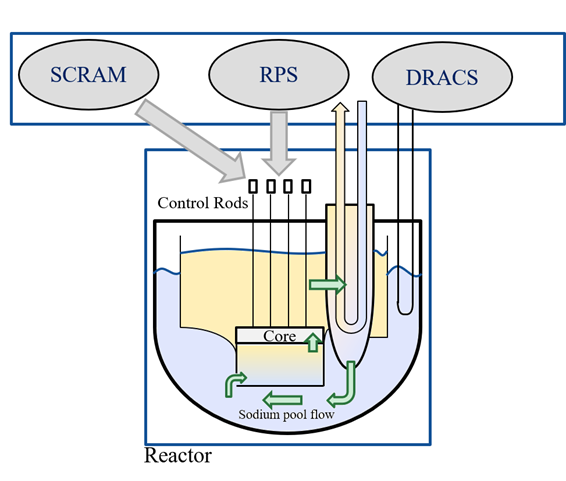 SCRAM
RPS
DRACS
Control Rods
Core
Sodium pool flow
Reactor